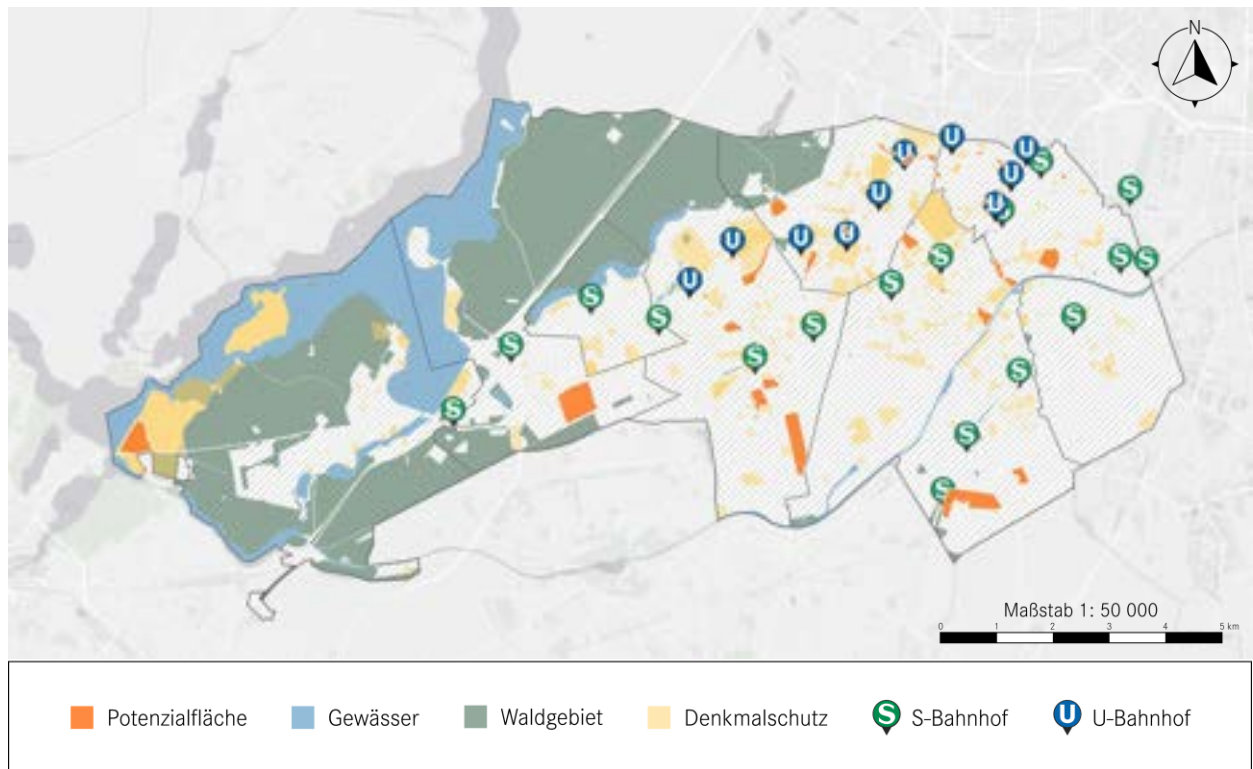 N
Maßstab 1: 50 000
0 1 2 3 4 5 km
U U U S
U S
U U S
U U U S S S
U S S
S S S S
S S S
S S
S
Potenzialfläche Gewässer Waldgebiet Denkmalschutz S S-Bahnhof U U-Bahnhof